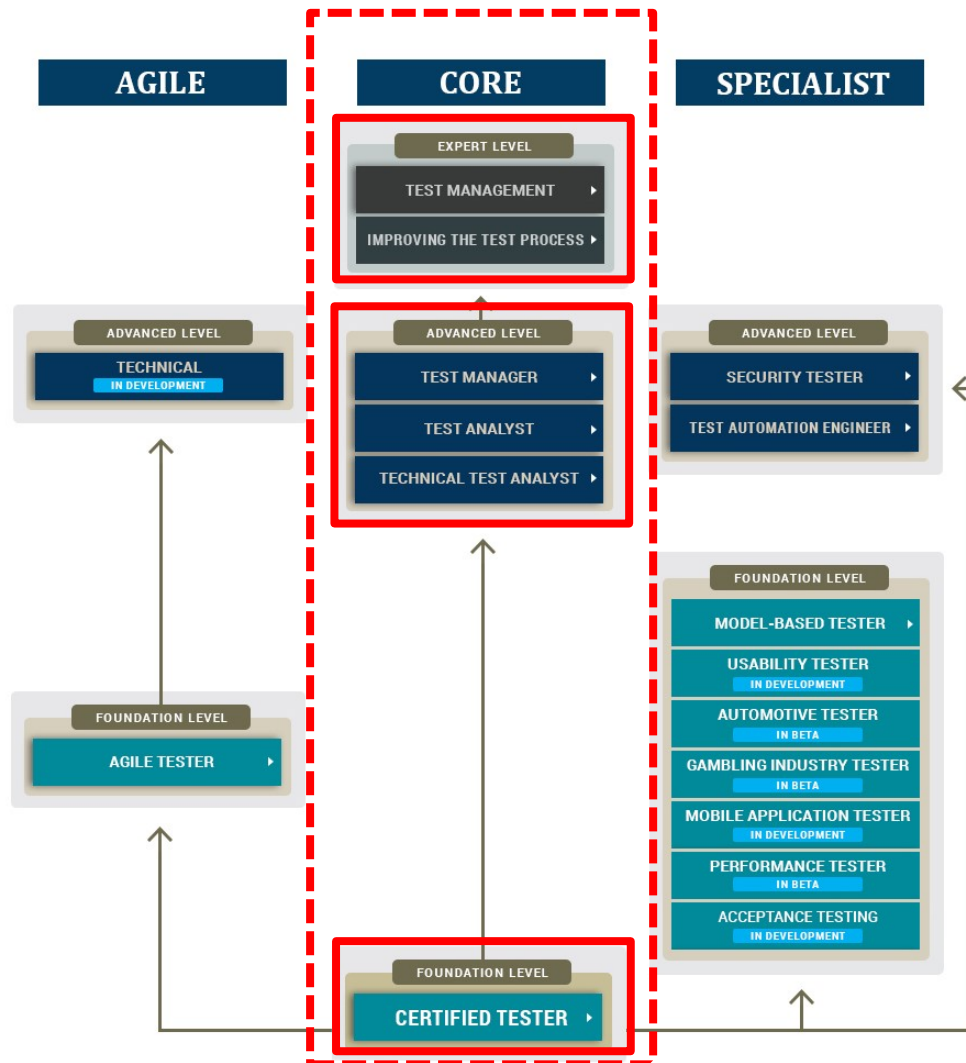 AGILE
CORE
SPECIALIST
EXPERT LEVEL
TEST MANAGEMENT
IMPROVING THE TEST PROCESS
ADVANCED LEVEL
TECHNICAL
IN DEVELOPMENT
ADVANCED LEVEL
TEST MANAGER
TEST ANALYST
TECHNICAL TEST ANALYST
ADVANCED LEVEL
SECURITY TESTER
TEST AUTOMATION ENGINEER
FOUNDATION LEVEL
MODEL-BASED TESTER
USABILITY TESTER
IN DEVELOPMENT
AUTOMOTIVE TESTER
IN BETA
GAMBLING INDUSTRY TESTER
IN BETA
MOBILE APPLICATION TESTER
IN DEVELOPMENT
PERFORMANCE TESTER
IN BETA
ACCEPTANCE TESTING
IN DEVELOPMENT
FOUNDATION LEVEL
AGILE TESTER
FOUNDATION LEVEL
CERTIFIED TESTER